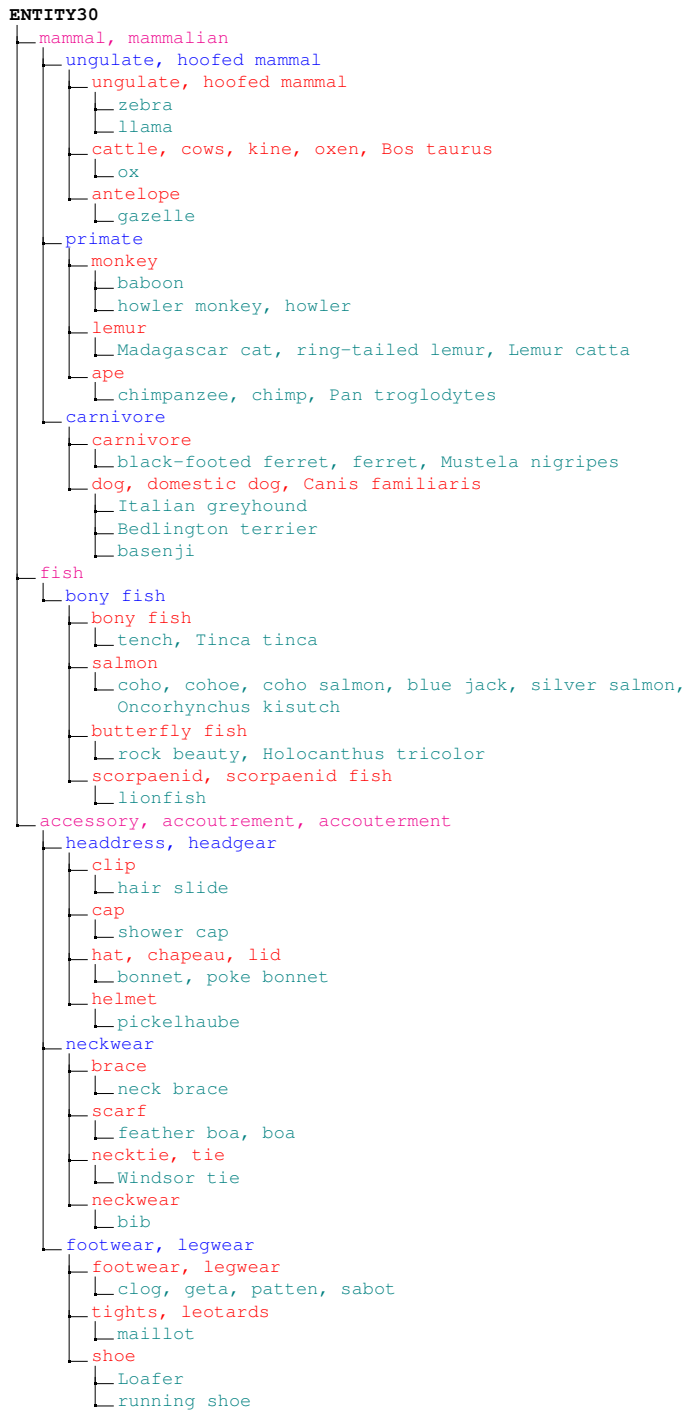 ENTITY30
mammal, mammalian
ungulate, hoofed mammal
ungulate, hoofed mammal
zebra
llama
cattle, cows, kine, oxen, Bos taurus
ox
antelope
gazelle
primate
monkey
baboon
howler monkey, howler
lemur
Madagascar cat, ring-tailed lemur, Lemur catta
ape
chimpanzee, chimp, Pan troglodytes
carnivore
carnivore
black-footed ferret, ferret, Mustela nigripes
dog, domestic dog, Canis familiaris
Italian greyhound
Bedlington terrier
basenji
fish
bony fish
bony fish
tench, Tinca tinca
salmon
coho, cohoe, coho salmon, blue jack, silver salmon,
Oncorhynchus kisutch
butterfly fish
rock beauty, Holocanthus tricolor
scorpaenid, scorpaenid fish
lionfish
accessory, accoutrement, accouterment
headdress, headgear
clip
hair slide
cap
shower cap
hat, chapeau, lid
bonnet, poke bonnet
helmet
pickelhaube
neckwear
brace
neck brace
scarf
feather boa, boa
necktie, tie
Windsor tie
neckwear
bib
footwear, legwear
footwear, legwear
clog, geta, patten, sabot
tights, leotards
maillot
shoe
Loafer
running shoe